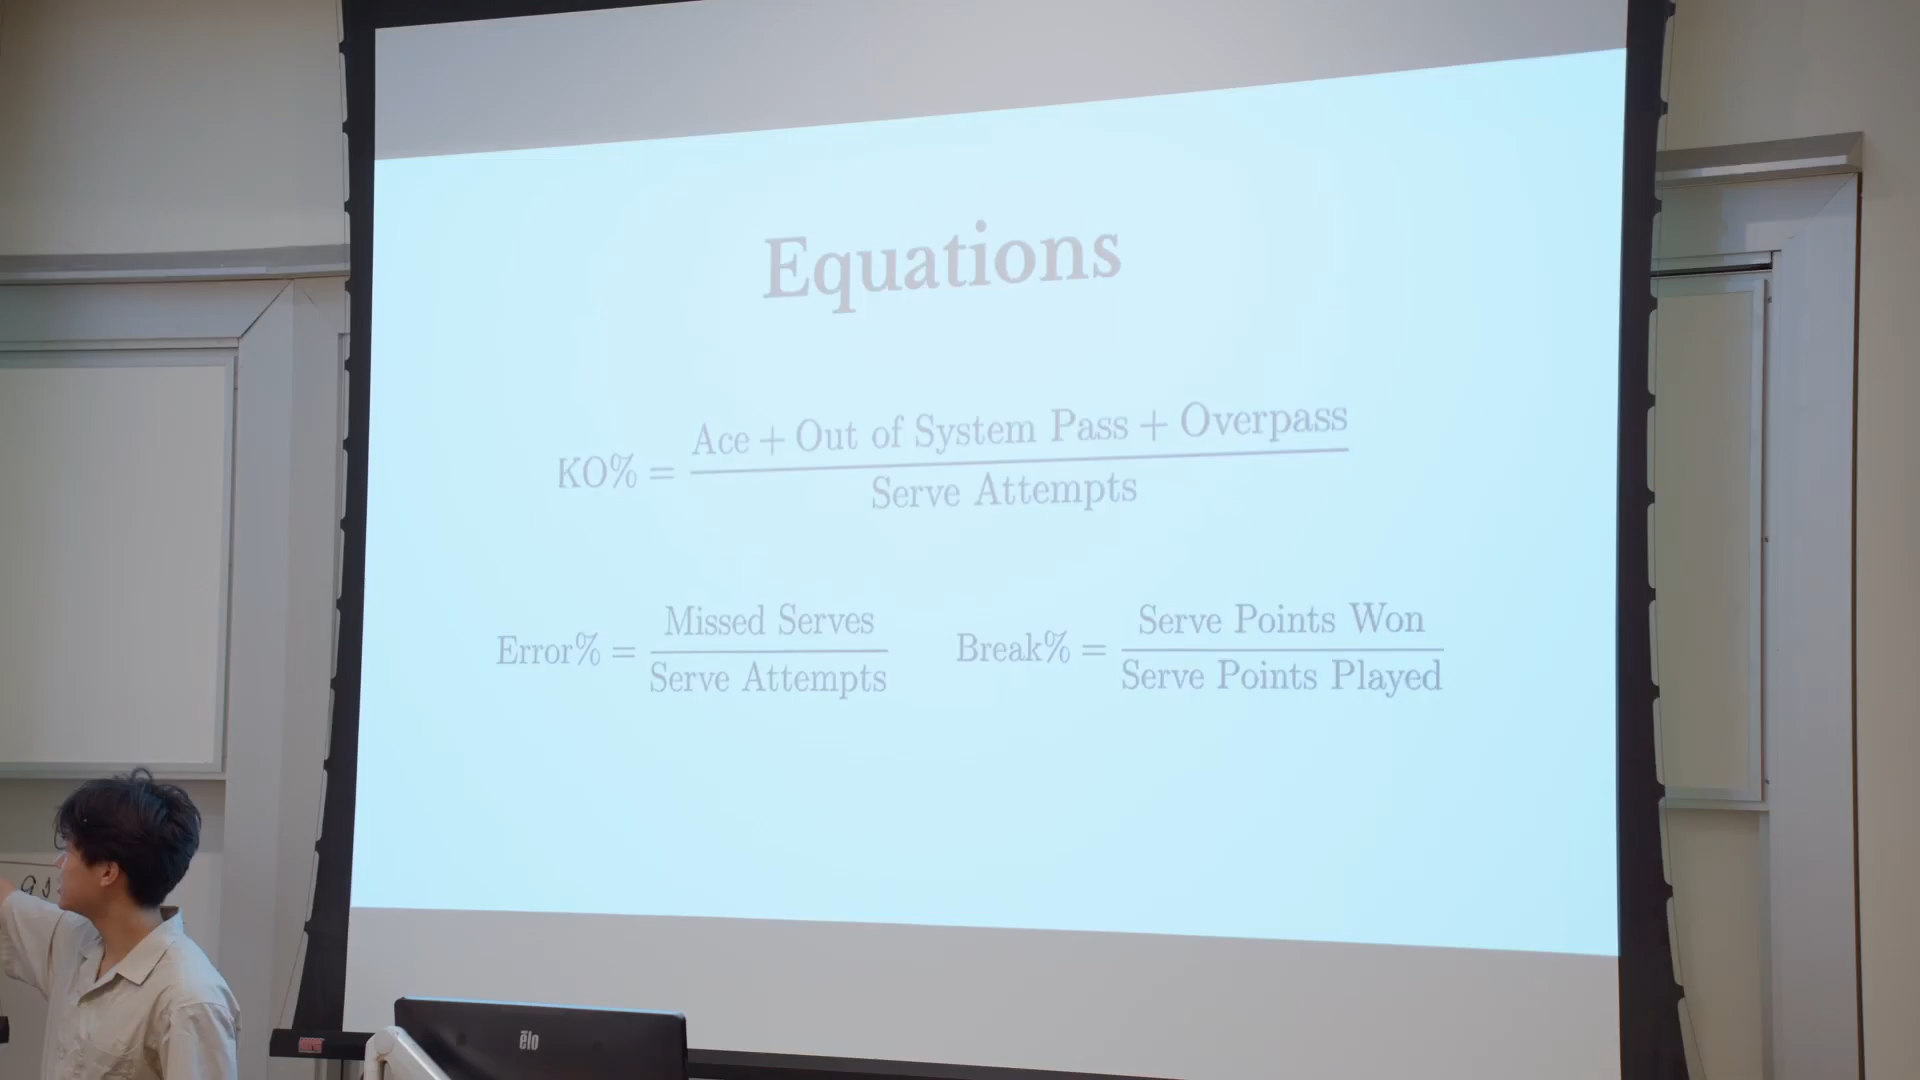 Equations
KO% = Ace + Out of System Pass + Overpass / Serve Attempts
Error% = Missed Serves / Serve Attempts
Break% = Serve Points Won / Serve Points Played
elo